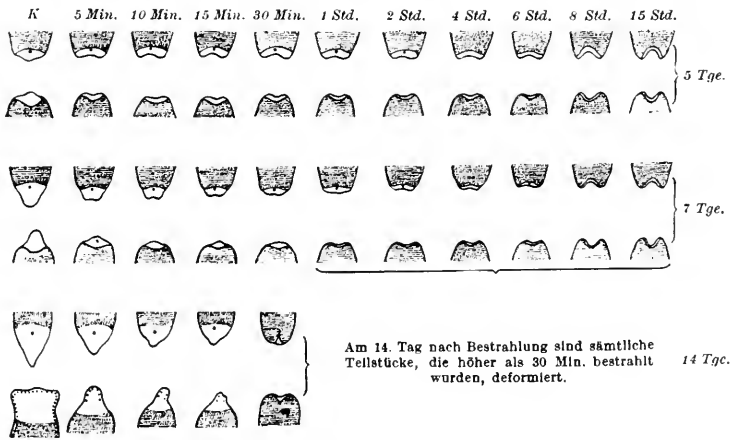 K 5 Min. 10 Min. 15 Min. 30 Min. 1 Std. 2 Std. 4 Std. 6 Std. 8 Std. 15 Std.
5 Tge.
7 Tge.
Am 14. Tag nach Bestrahlung sind sämtliche
Teilstücke, die höher als 30 Min. bestrahlt
wurden, deformiert.
14 Tge.